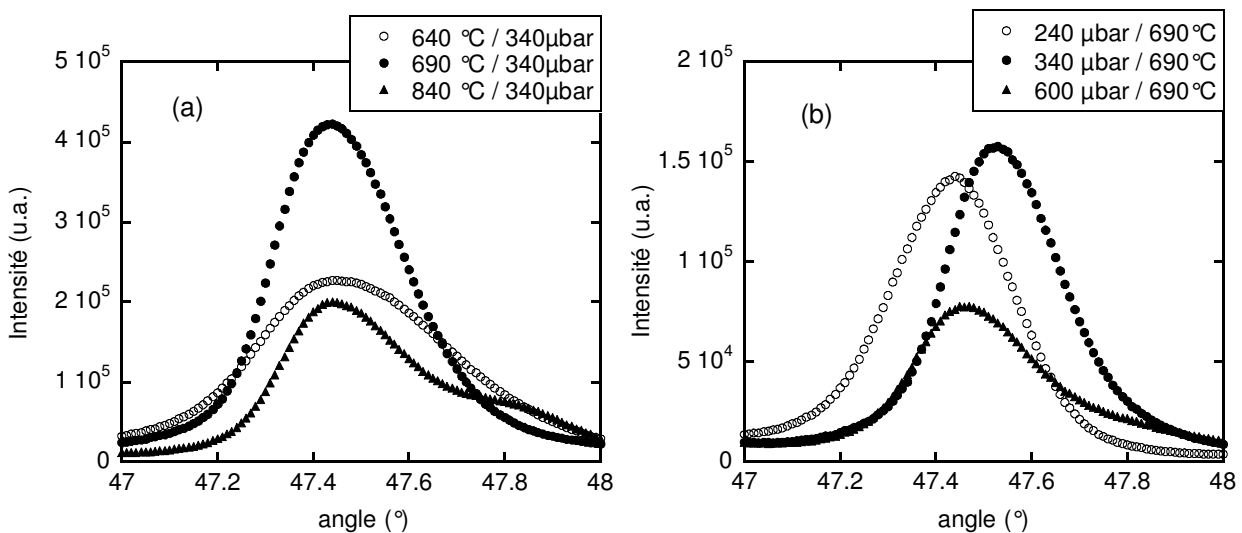 640 °C / 340µbar
690 °C / 340µbar
840 °C / 340µbar
(a)
5 10⁵
4 10⁵
3 10⁵
2 10⁵
1 10⁵
0
Intensité (u.a.)
47
47.2
47.4
47.6
47.8
48
angle (°)
240 µbar / 690°C
340 µbar / 690°C
600 µbar / 690°C
(b)
2 10⁵
1.5 10⁵
1 10⁵
5 10⁴
0
Intensité (u.a.)
47
47.2
47.4
47.6
47.8
48
angle (°)